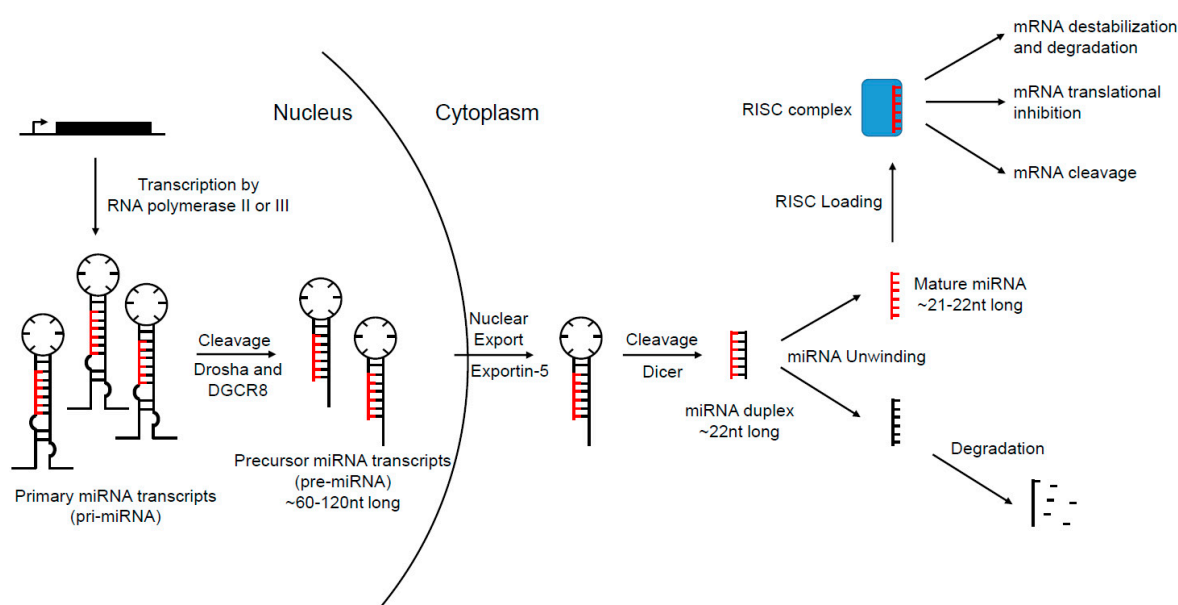 Nucleus
Cytoplasm
Transcription by
RNA polymerase II or III
Primary miRNA transcripts
(pri-miRNA)
Cleavage
Drosha and
DGCR8
Precursor miRNA transcripts
(pre-miRNA)
~60-120nt long
Nuclear
Export
Exportin-5
Cleavage
Dicer
miRNA duplex
~22nt long
miRNA Unwinding
Mature miRNA
~21-22nt long
Degradation
RISC Loading
RISC complex
mRNA destabilization
and degradation
mRNA translational
inhibition
mRNA cleavage